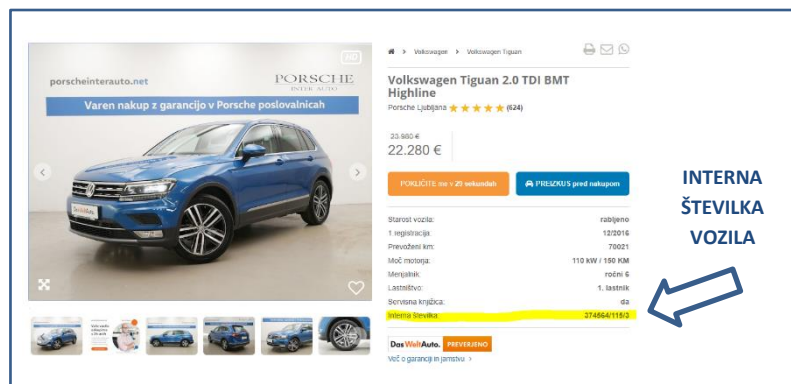 HD
porscheinterauto.net
PORSCHE
INTER AUTO
Varen nakup z garancijo v Porsche poslovalnicah
Volkswagen > Volkswagen Tiguan
Volkswagen Tiguan 2.0 TDI BMT
Highline
Porsche Ljubljana (624)
23.880 €
22.280 €
POKLIČITE me v 29 sekundah
PREIZKUS pred nakupom
Starost vozila: rabljeno
1.registracija: 12/2016
Prevoženi km: 70021
Moč motorja: 110 kW / 150 KM
Menjalnik: ročni 6
Lastništvo: 1. lastnik
Servisna knjižica: da
Interna številka: 374564/115/3
Das WeltAuto. PREVERJENO
Več o garanciji in jamstvu >
INTERNA
ŠTEVILKA
VOZILA